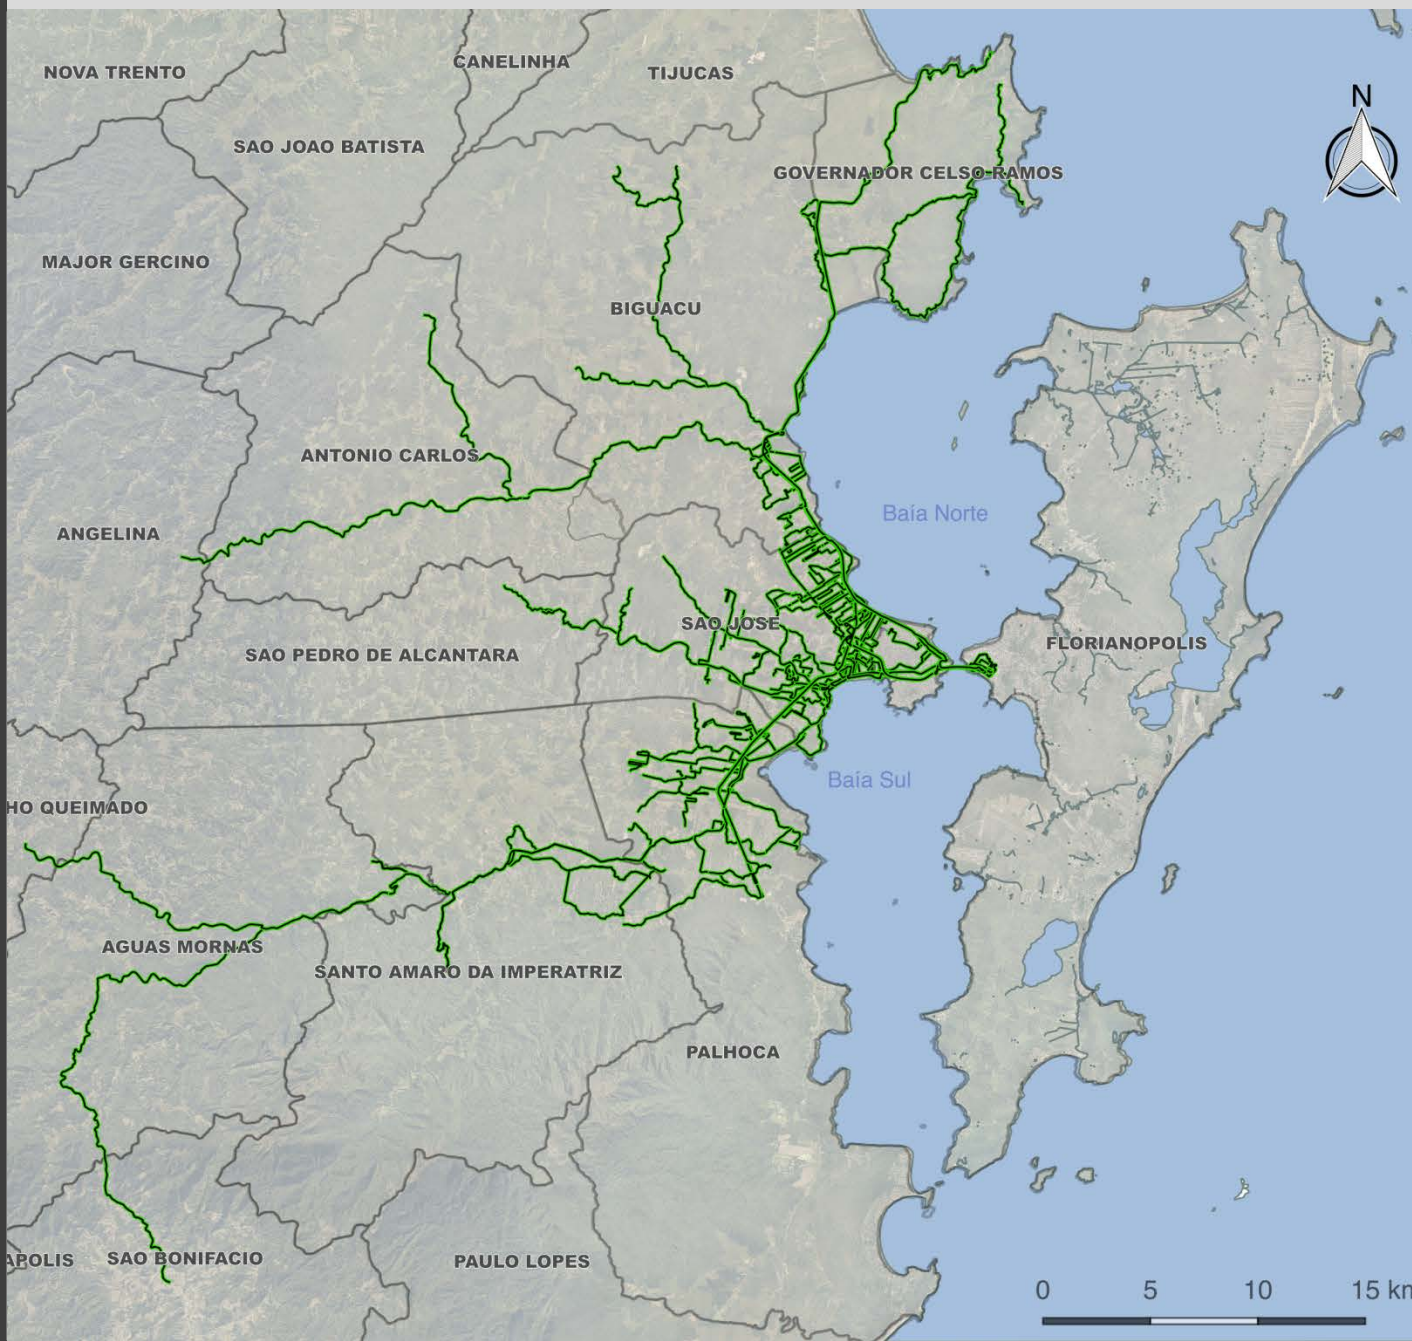 CANELINHA
NOVA TRENTO
TIJUCAS
N
SAO JOAO BATISTA
GOVERNADOR CELSO RAMOS
MAJOR GERCINO
BIGUACU
ANTONIO CARLOS
Baía Norte
ANGELINA
SAO JOSE
FLORIANOPOLIS
SAO PEDRO DE ALCANTARA
Baía Sul
HO QUEIMADO
AGUAS MORNAS
SANTO AMARO DA IMPERATRIZ
PALHOCA
APOLIS
SAO BONIFACIO
PAULO LOPES
0 5 10 15 km